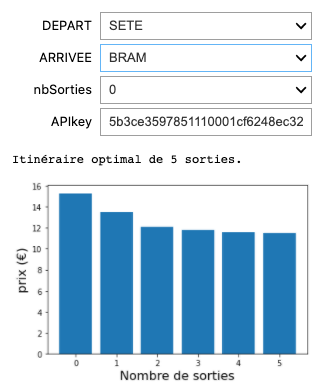 DEPART SETE
ARRIVEE BRAM
nbSorties 0
APIkey 5b3ce3597851110001cf6248ec32
Itinéraire optimal de 5 sorties.
16
14
12
10
8
6
4
2
0
prix (€)
0 1 2 3 4 5
Nombre de sorties